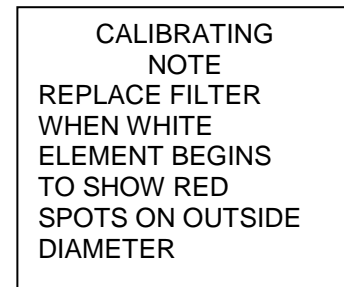 CALIBRATING
NOTE
REPLACE FILTER
WHEN WHITE
ELEMENT BEGINS
TO SHOW RED
SPOTS ON OUTSIDE
DIAMETER